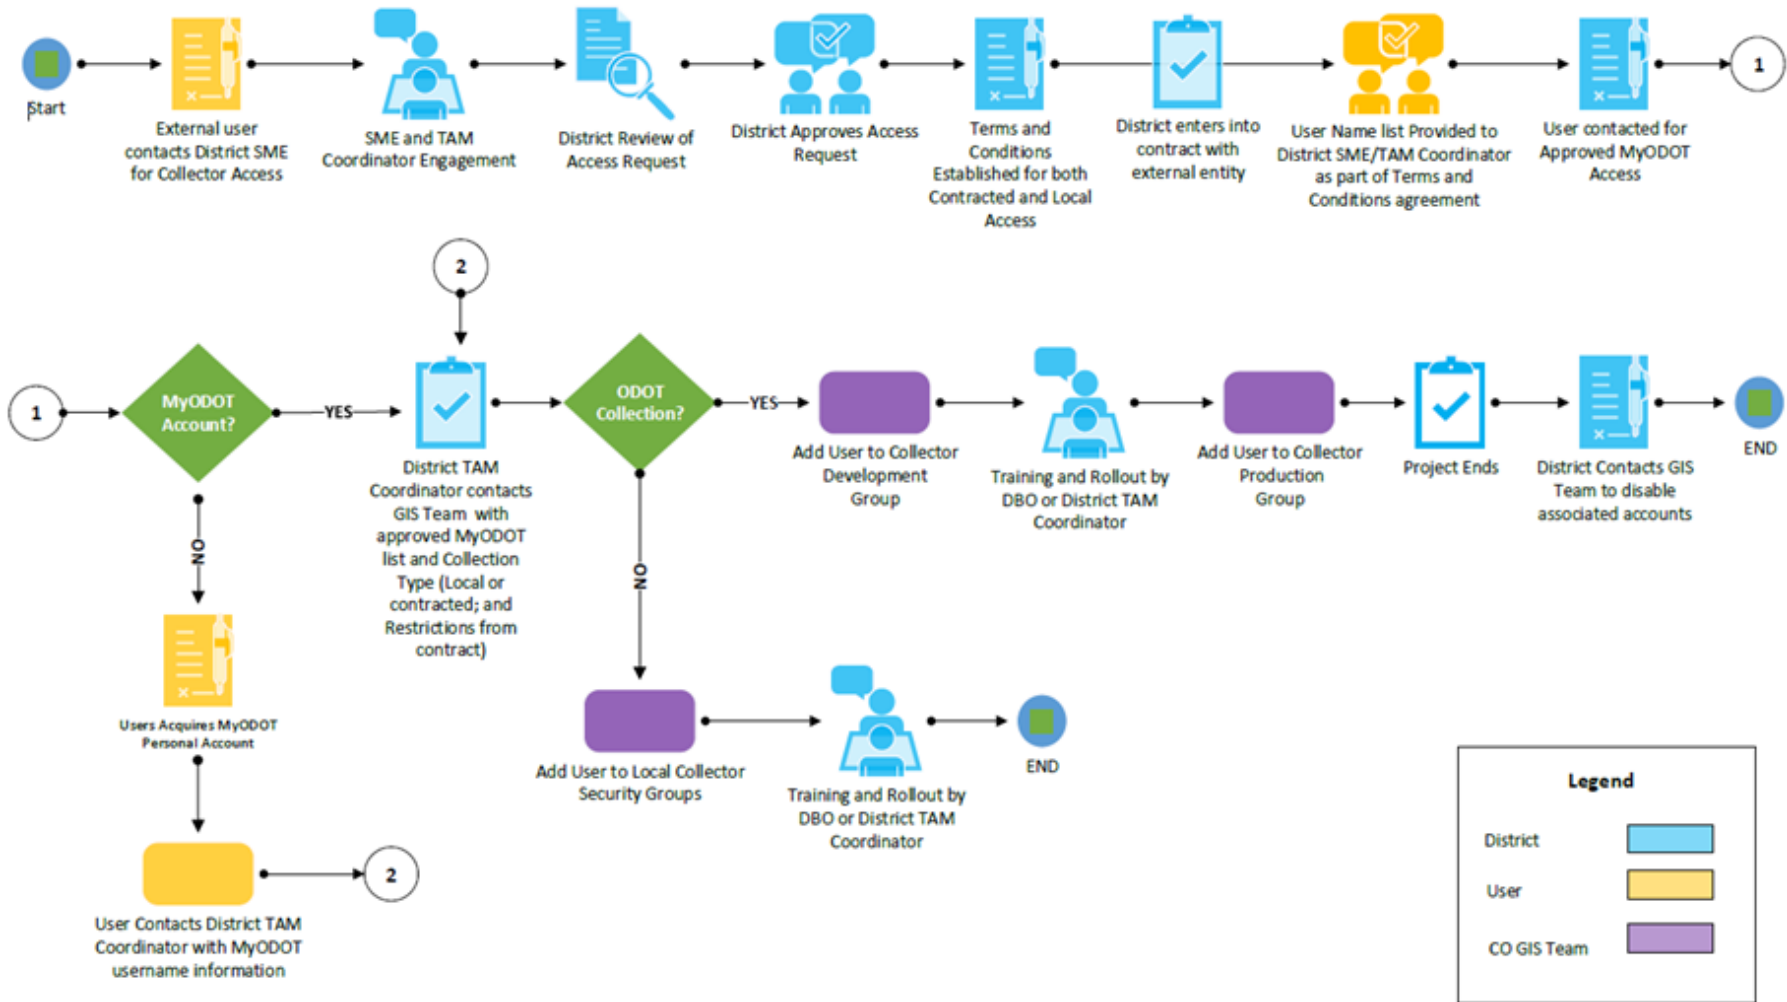 Start
External user
contacts District SME
for Collector Access
SME and TAM
Coordinator Engagement
District Review of
Access Request
District Approves Access
Request
Terms and
Conditions
Established for both
Contracted and Local
Access
District enters into
contract with
external entity
User Name list Provided to
District SME/TAM Coordinator
as part of Terms and
Conditions agreement
User contacted for
Approved MyODOT
Access
1
2
1
MyODOT
Account?
YES
NO
District TAM
Coordinator contacts
GIS Team with
approved MyODOT
list and Collection
Type (Local or
contracted; and
Restrictions from
contract)
ODOT
Collection?
YES
NO
Add User to Collector
Development
Group
Training and Rollout by
DBO or District TAM
Coordinator
Add User to Collector
Production
Group
Project Ends
District Contacts GIS
Team to disable
associated accounts
END
Users Acquires MyODOT
Personal Account
User Contacts District TAM
Coordinator with MyODOT
username information
2
Add User to Local Collector
Security Groups
Training and Rollout by
DBO or District TAM
Coordinator
END
Legend
District
User
CO GIS Team